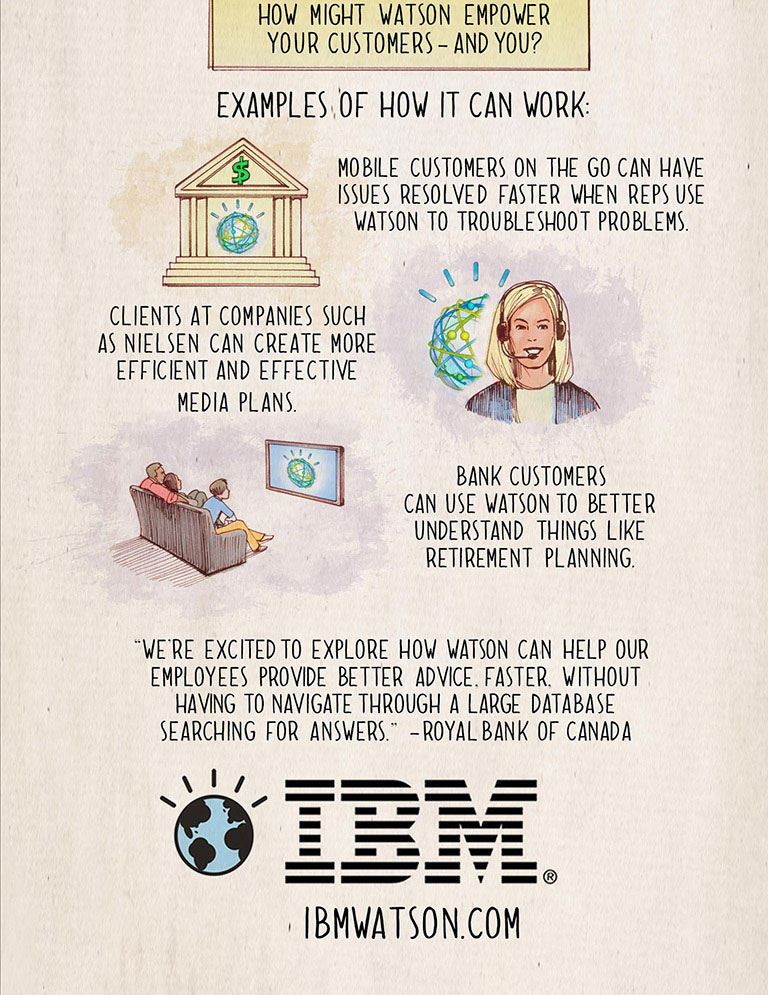 HOW MIGHT WATSON EMPOWER
YOUR CUSTOMERS – AND YOU?
EXAMPLES OF HOW IT CAN WORK:
$
MOBILE CUSTOMERS ON THE GO CAN HAVE
ISSUES RESOLVED FASTER WHEN REPS USE
WATSON TO TROUBLESHOOT PROBLEMS.
CLIENTS AT COMPANIES SUCH
AS NIELSEN CAN CREATE MORE
EFFICIENT AND EFFECTIVE
MEDIA PLANS.
BANK CUSTOMERS
CAN USE WATSON TO BETTER
UNDERSTAND THINGS LIKE
RETIREMENT PLANNING.
"WE'RE EXCITED TO EXPLORE HOW WATSON CAN HELP OUR
EMPLOYEES PROVIDE BETTER ADVICE, FASTER, WITHOUT
HAVING TO NAVIGATE THROUGH A LARGE DATABASE
SEARCHING FOR ANSWERS." –ROYAL BANK OF CANADA
IBM®
IBMWATSON.COM